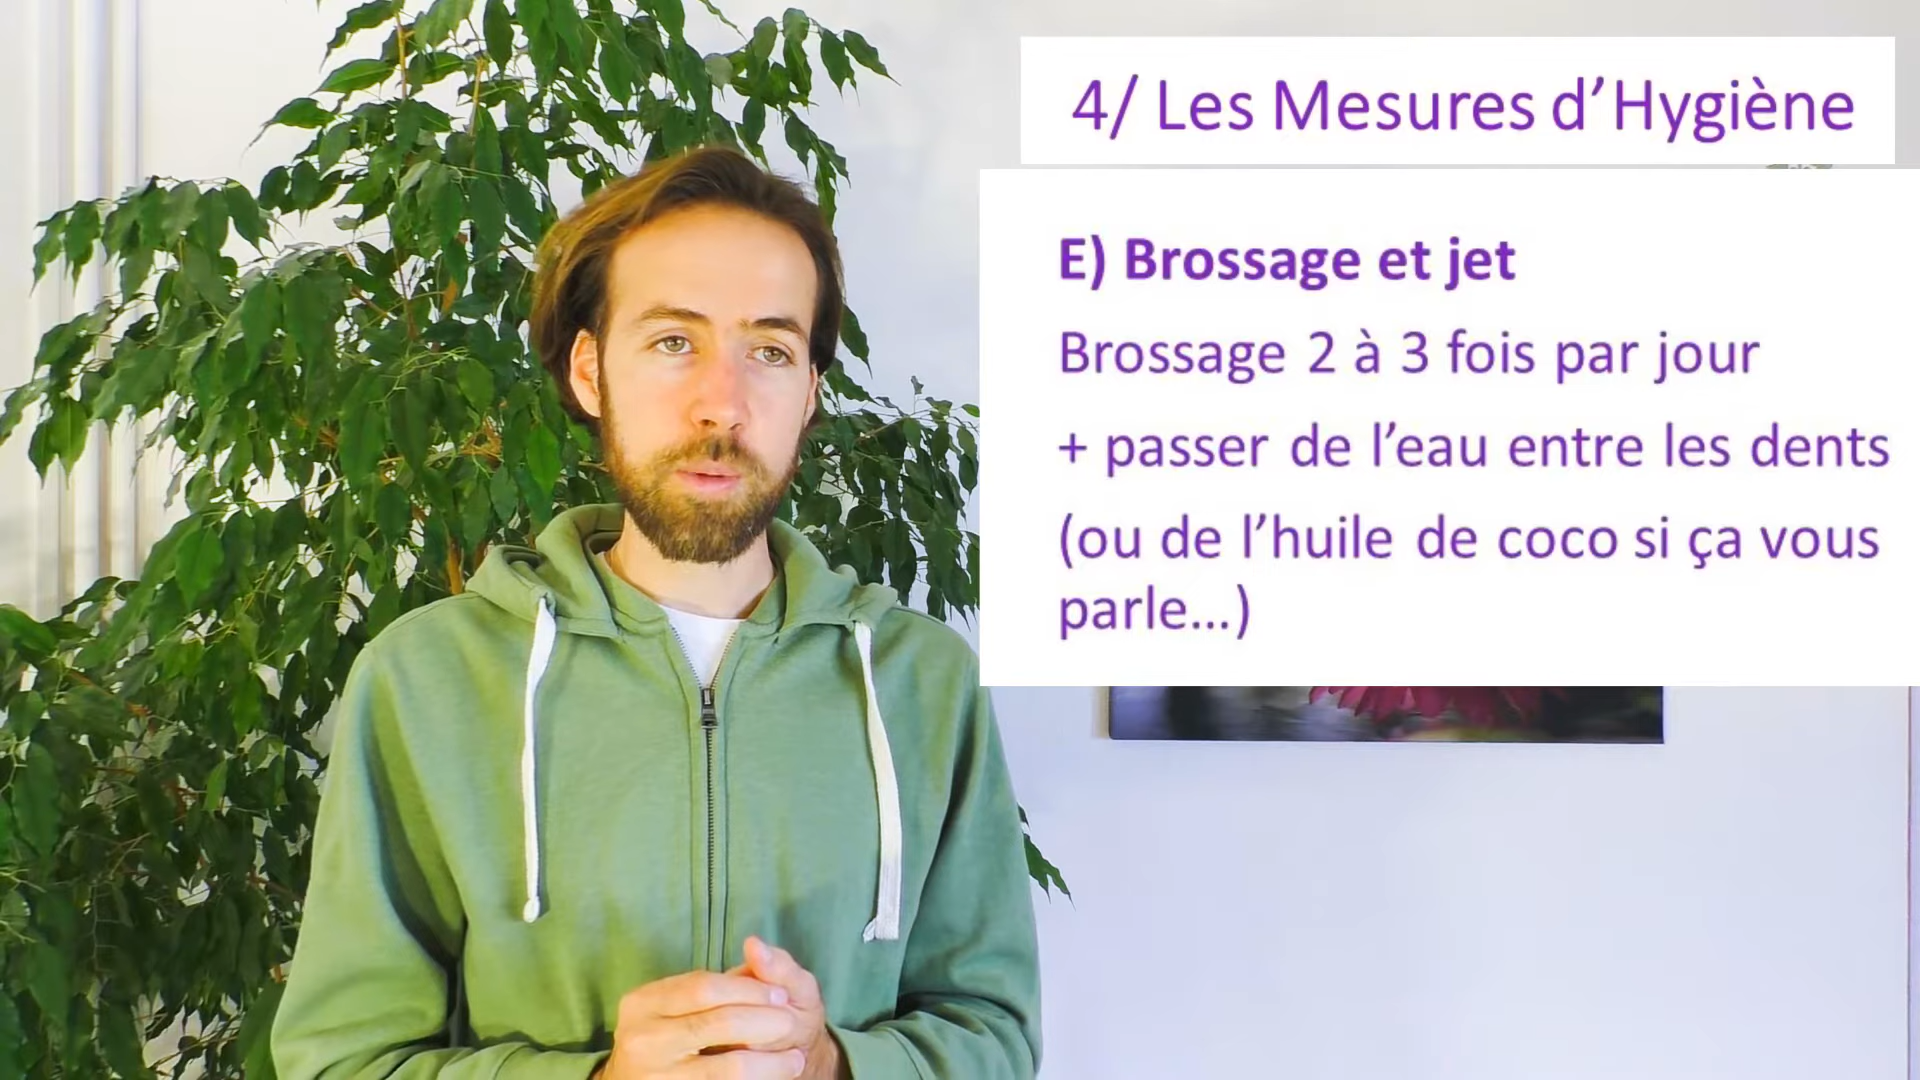 4/ Les Mesures d’Hygiène
E) Brossage et jet
Brossage 2 à 3 fois par jour
+ passer de l’eau entre les dents
(ou de l’huile de coco si ça vous
parle...)